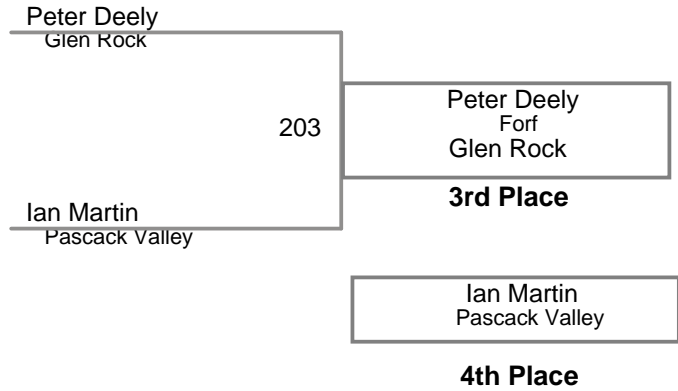 Peter Deely
Glen Rock
203
Peter Deely
Forf
Glen Rock
3rd Place
Ian Martin
Pascack Valley
Ian Martin
Pascack Valley
4th Place